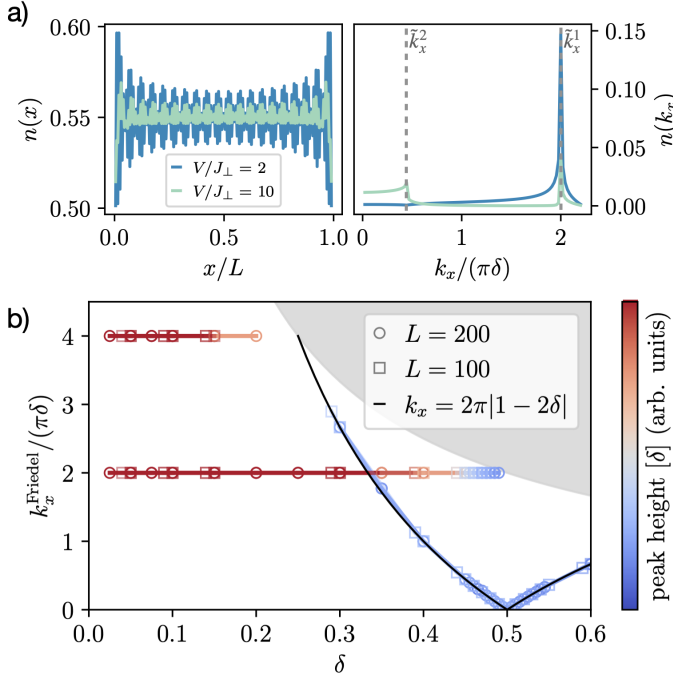 a)
0.60
0.55
0.50
n(x)
V/J⊥ = 2
V/J⊥ = 10
0.0
0.5
1.0
x/L
k̃ₓ²
k̃ₓ¹
0.15
0.10
0.05
0.00
n(kₓ)
0
1
2
kₓ/(πδ)
b)
4
3
2
1
0
kₓ^Friedel/(πδ)
L = 200
L = 100
kₓ = 2π|1 − 2δ|
0.0
0.1
0.2
0.3
0.4
0.5
0.6
δ
peak height [δ] (arb. units)